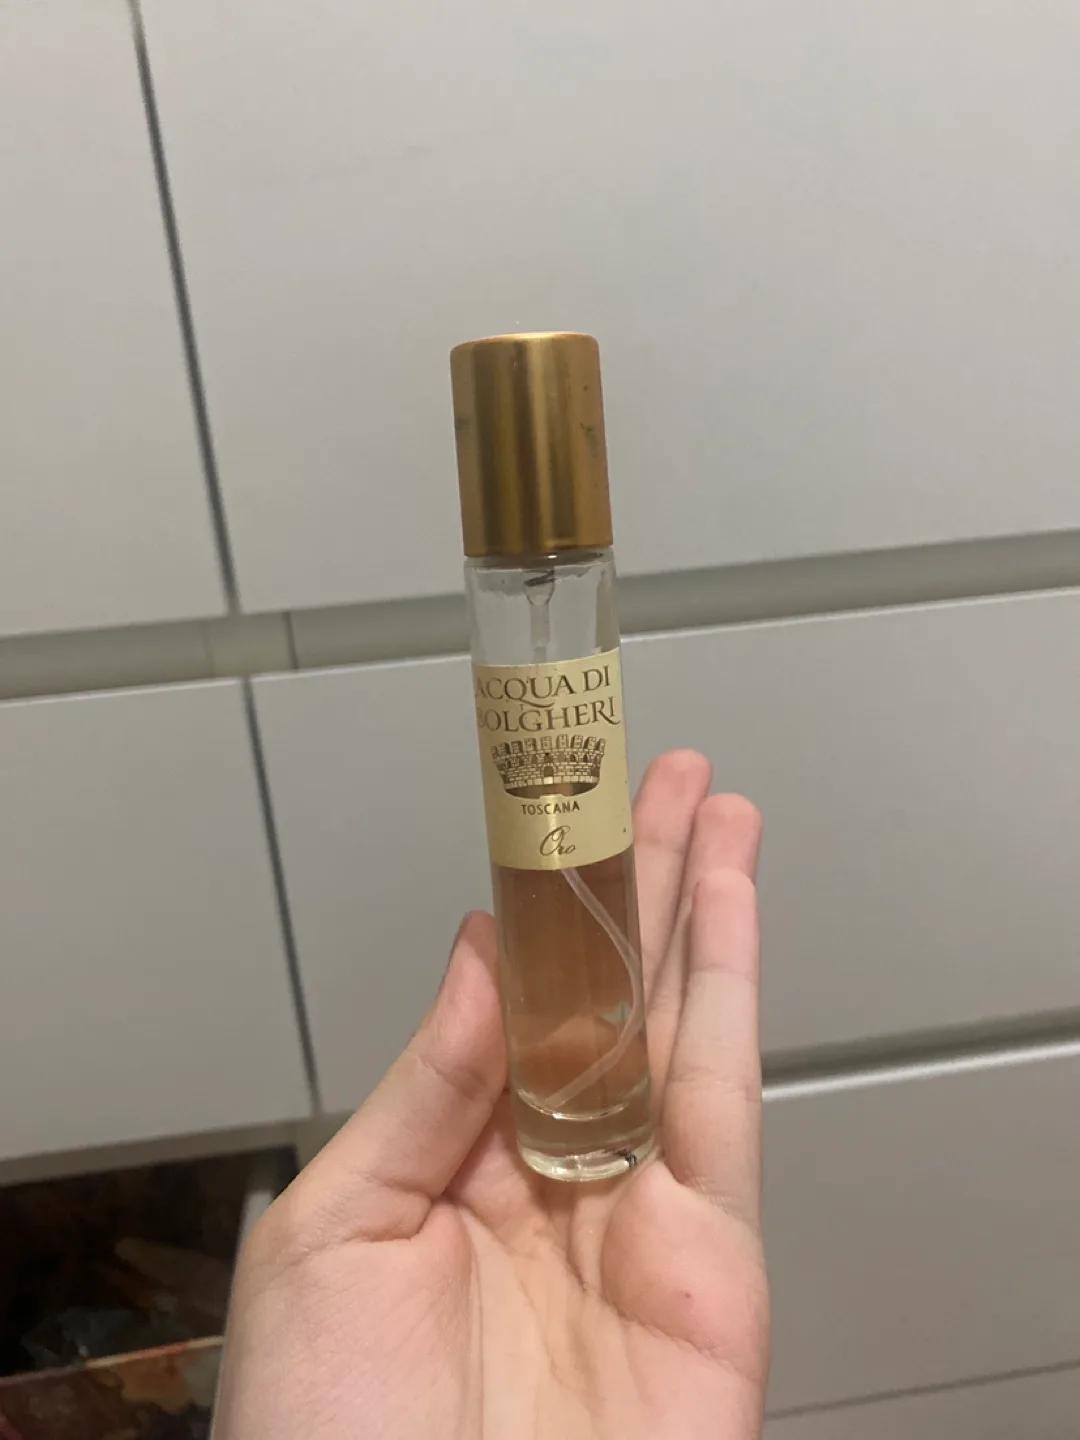 ACQUA DI
BOLGHERI
TOSCANA
Oro